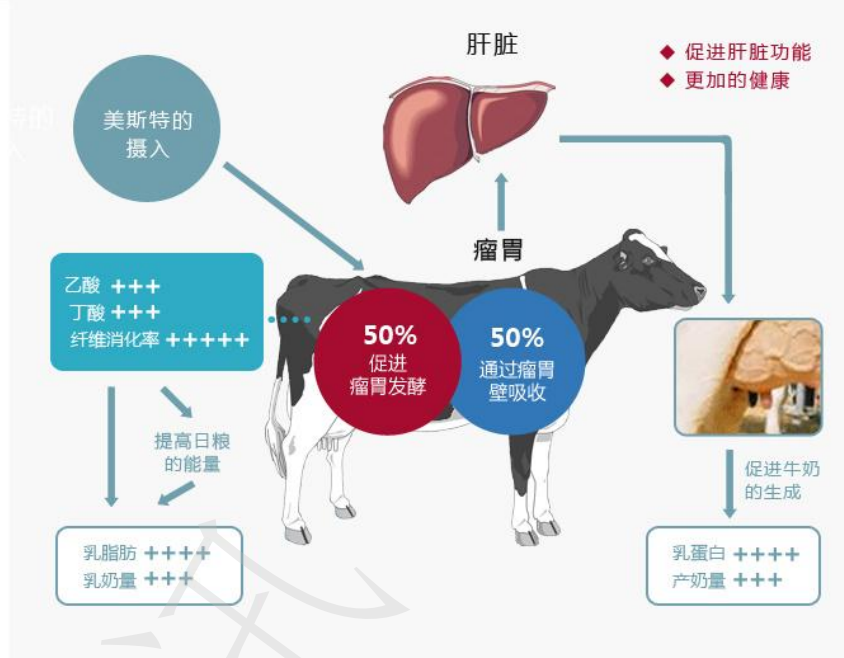 肝脏
◆ 促进肝脏功能
◆ 更加的健康
美斯特的
摄入
瘤胃
乙酸 +++
丁酸 +++
纤维消化率 +++++
50%
促进
瘤胃发酵
50%
通过瘤胃
壁吸收
提高日粮
的能量
促进牛奶
的生成
乳脂肪 ++++
乳奶量 +++
乳蛋白 ++++
产奶量 +++